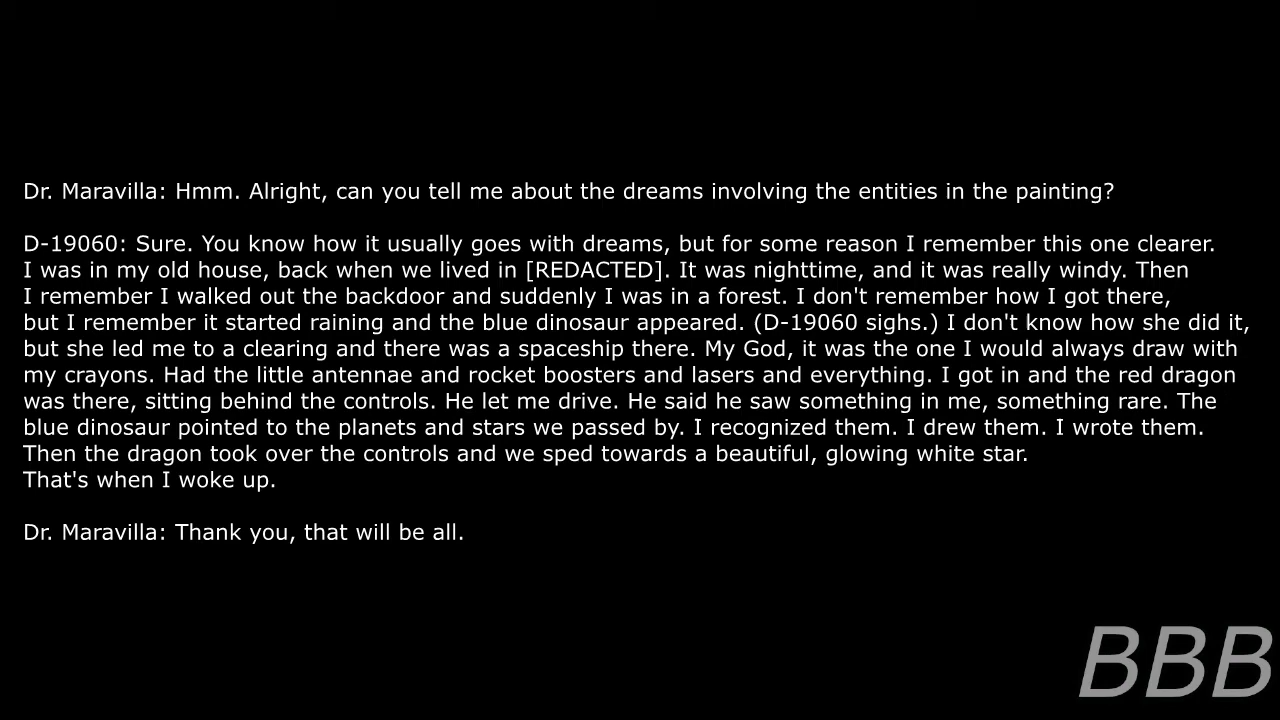 Dr. Maravilla: Hmm. Alright, can you tell me about the dreams involving the entities in the painting?
D-19060: Sure. You know how it usually goes with dreams, but for some reason I remember this one clearer.
I was in my old house, back when we lived in [REDACTED]. It was nighttime, and it was really windy. Then
I remember I walked out the backdoor and suddenly I was in a forest. I don't remember how I got there,
but I remember it started raining and the blue dinosaur appeared. (D-19060 sighs.) I don't know how she did it,
but she led me to a clearing and there was a spaceship there. My God, it was the one I would always draw with
my crayons. Had the little antennae and rocket boosters and lasers and everything. I got in and the red dragon
was there, sitting behind the controls. He let me drive. He said he saw something in me, something rare. The
blue dinosaur pointed to the planets and stars we passed by. I recognized them. I drew them. I wrote them.
Then the dragon took over the controls and we sped towards a beautiful, glowing white star.
That's when I woke up.
Dr. Maravilla: Thank you, that will be all.
BBB